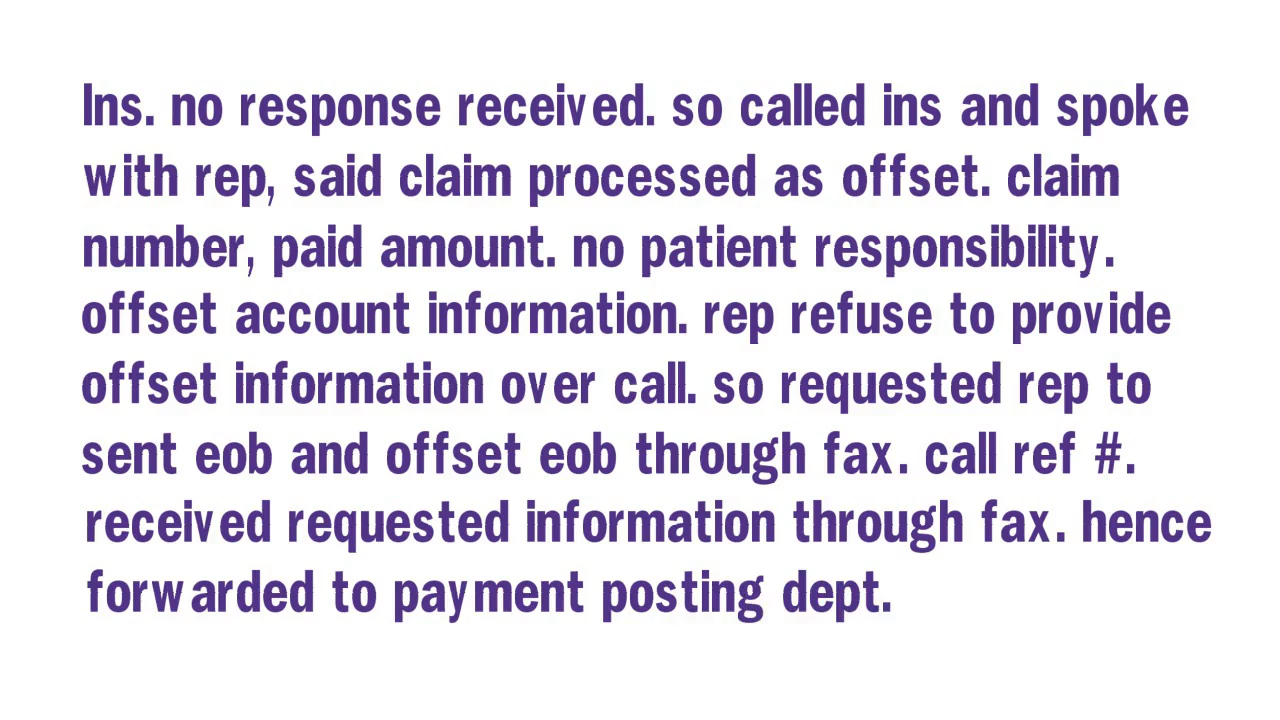 Ins. no response received. so called ins and spoke
with rep, said claim processed as offset. claim
number, paid amount. no patient responsibility.
offset account information. rep refuse to provide
offset information over call. so requested rep to
sent eob and offset eob through fax. call ref #.
received requested information through fax. hence
forwarded to payment posting dept.